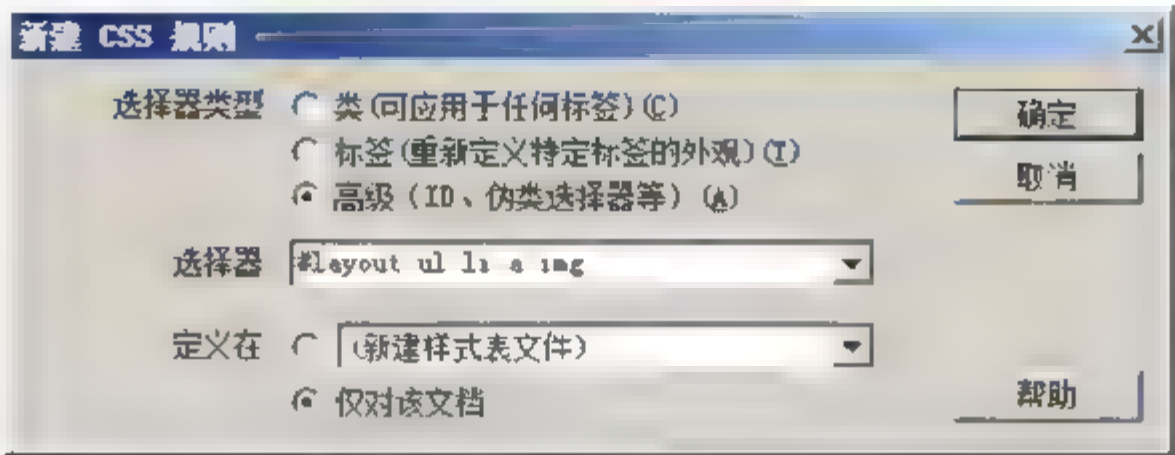 新建 CSS 规则
选择器类型 类(可应用于任何标签)(C) 确定
标签(重新定义特定标签的外观)(T)
高级(ID、伪类选择器等)(A) 取消
选择器 #layout ul li a img
定义在 (新建样式表文件)
仅对该文档 帮助